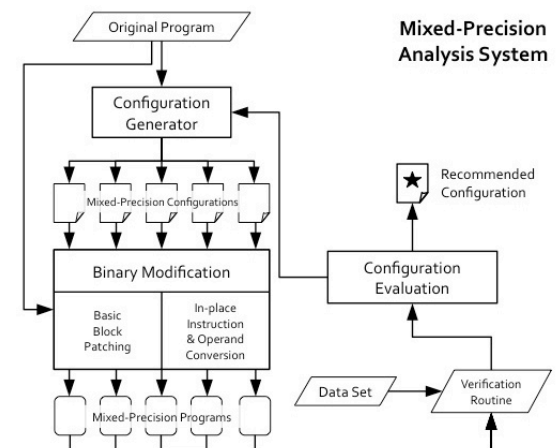 Original Program
Mixed-Precision
Analysis System
Configuration
Generator
Mixed-Precision Configurations
Recommended
Configuration
Binary Modification
Configuration
Evaluation
Basic
Block
Patching
In-place
Instruction
& Operand
Conversion
Data Set
Verification
Routine
Mixed-Precision Programs